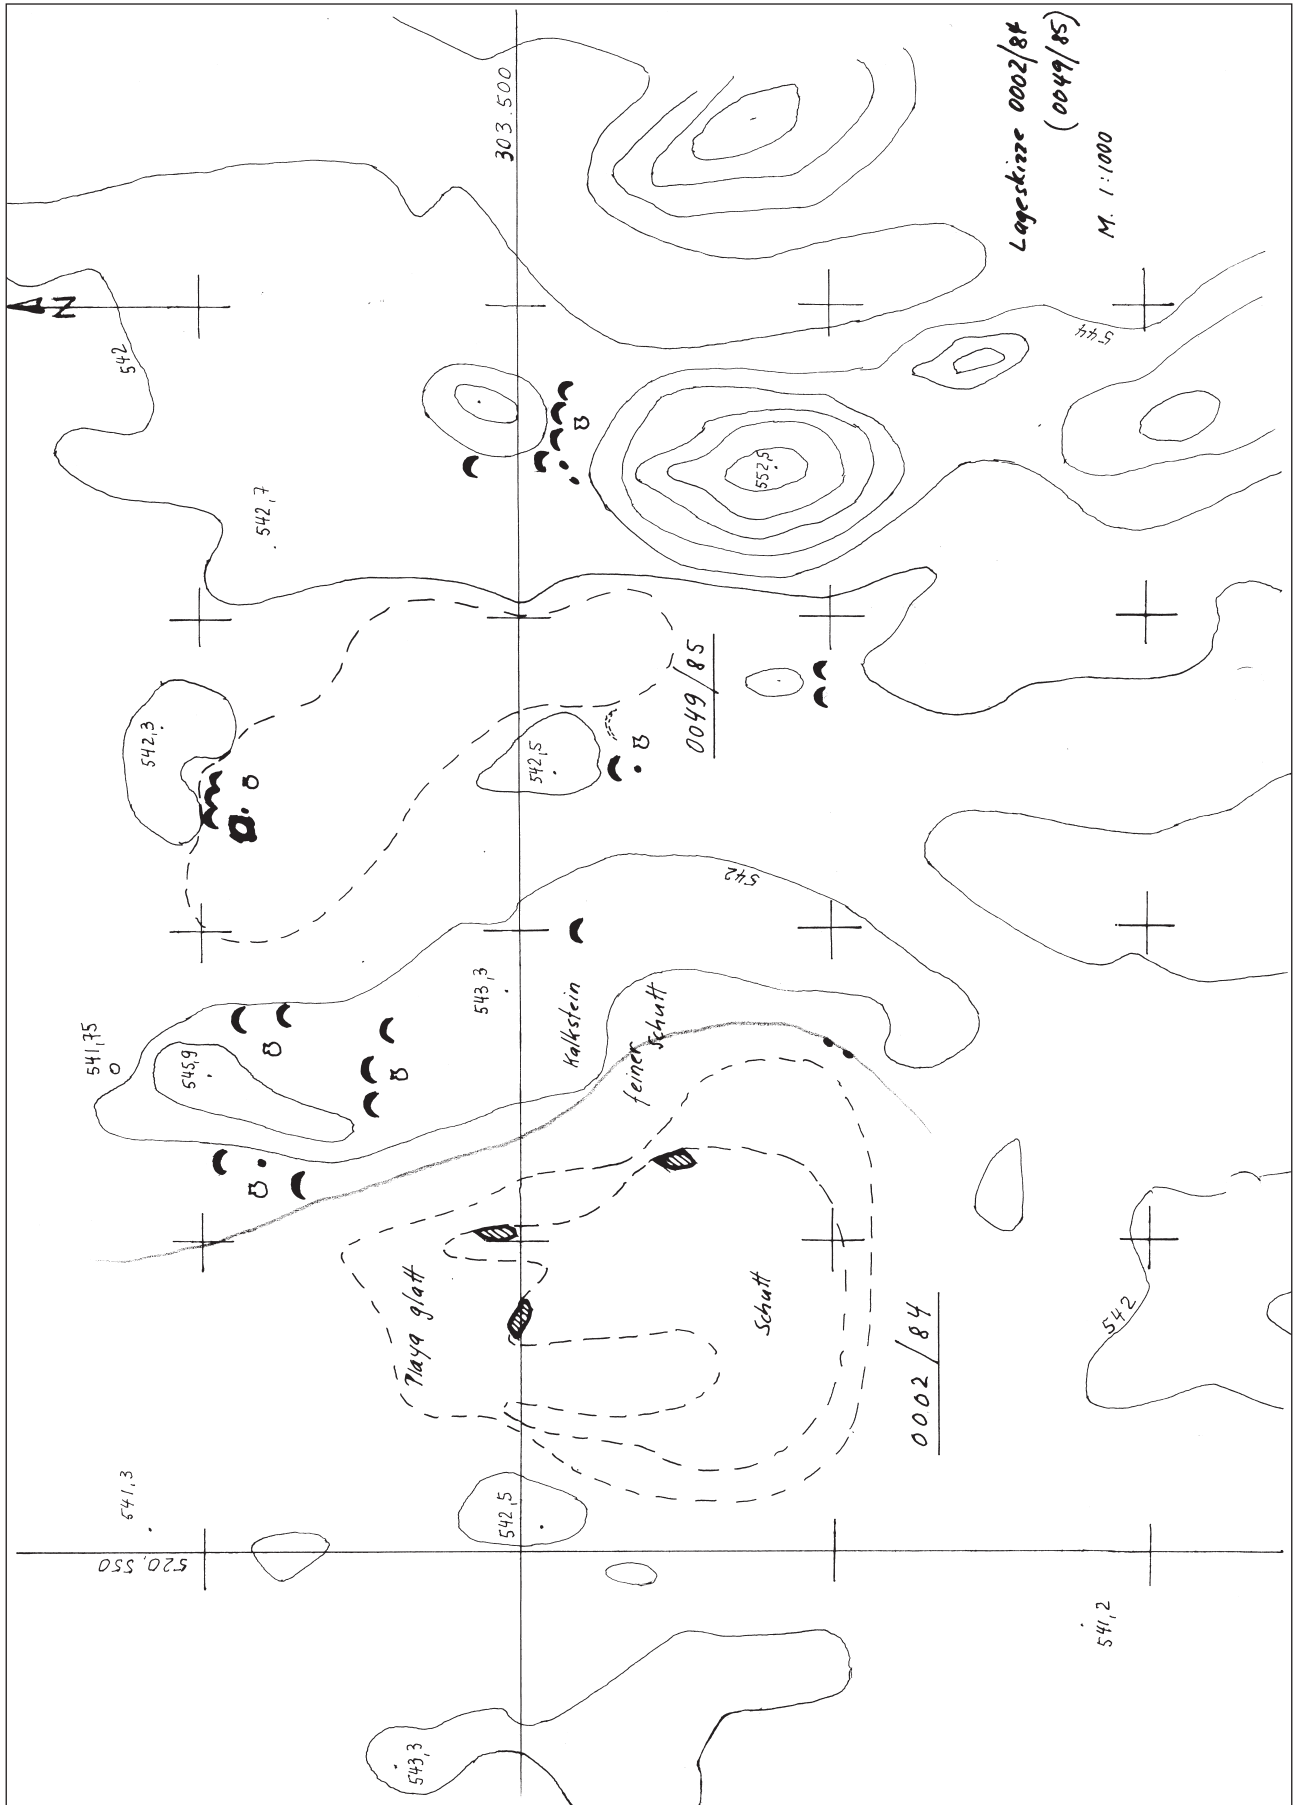 Lageskizze 0002/84
(0049/85)
M. 1:1000
N
303.500
542
542,7
544
552,5
542,3
542,5
0049/85
542
541,75
545,9
543,3
Kalkstein
feiner
Schutt
Playa glatt
Schutt
0002/84
542
541,3
542,5
520,550
541,2
543,3